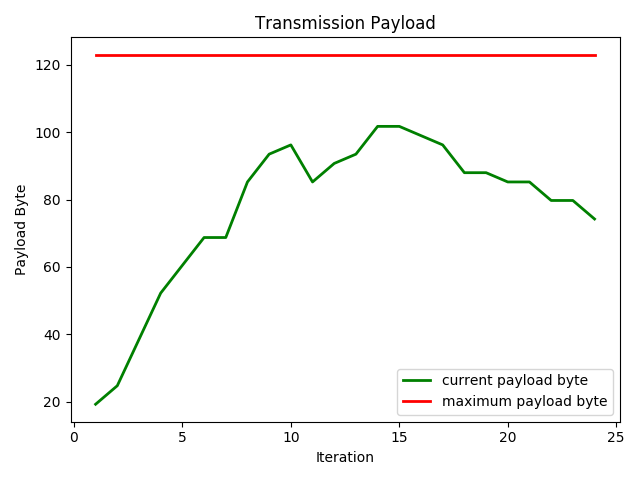 Transmission Payload
Payload Byte
120
100
80
60
40
20
0
5
10
15
20
25
Iteration
current payload byte
maximum payload byte